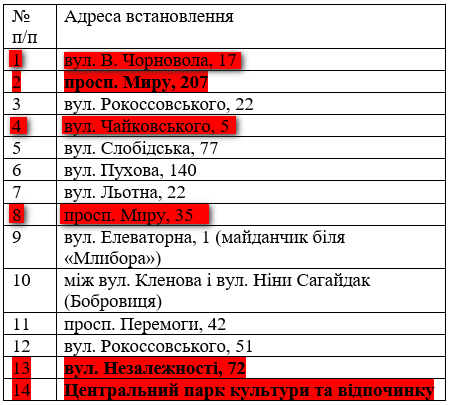 № Адреса встановлення
п/п
1 вул. В. Чорновола, 17
2 просп. Миру, 207
3 вул. Рокоссовського, 22
4 вул. Чайковського, 5
5 вул. Слобідська, 77
6 вул. Пухова, 140
7 вул. Льотна, 22
8 просп. Миру, 35
9 вул. Елеваторна, 1 (майданчик біля
«Млибора»)
10 між вул. Кленова і вул. Ніни Сагайдак
(Бобровиця)
11 просп. Перемоги, 42
12 вул. Рокоссовського, 51
13 вул. Незалежності, 72
14 Центральний парк культури та відпочинку